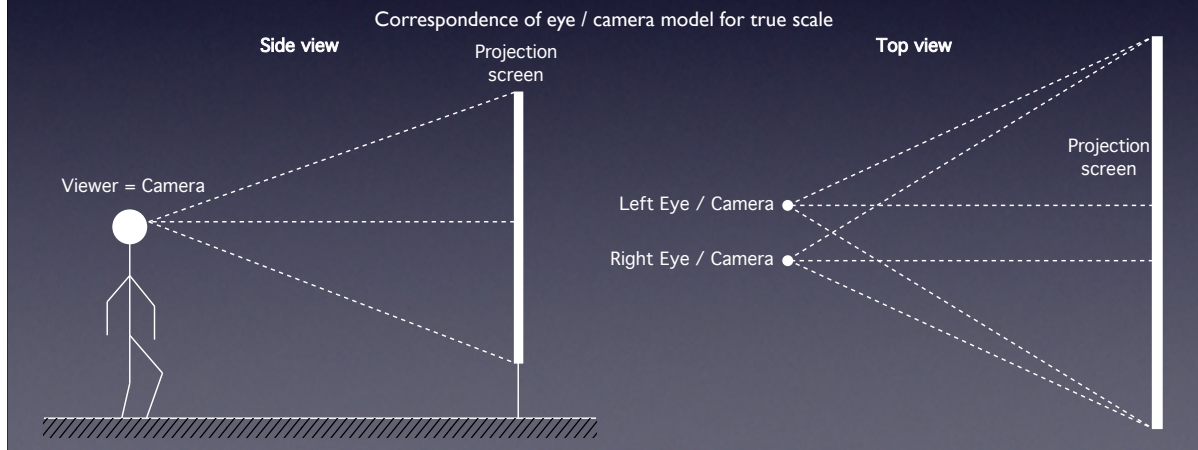 Correspondence of eye / camera model for true scale
Side view
Projection
screen
Viewer = Camera
Top view
Projection
screen
Left Eye / Camera
Right Eye / Camera